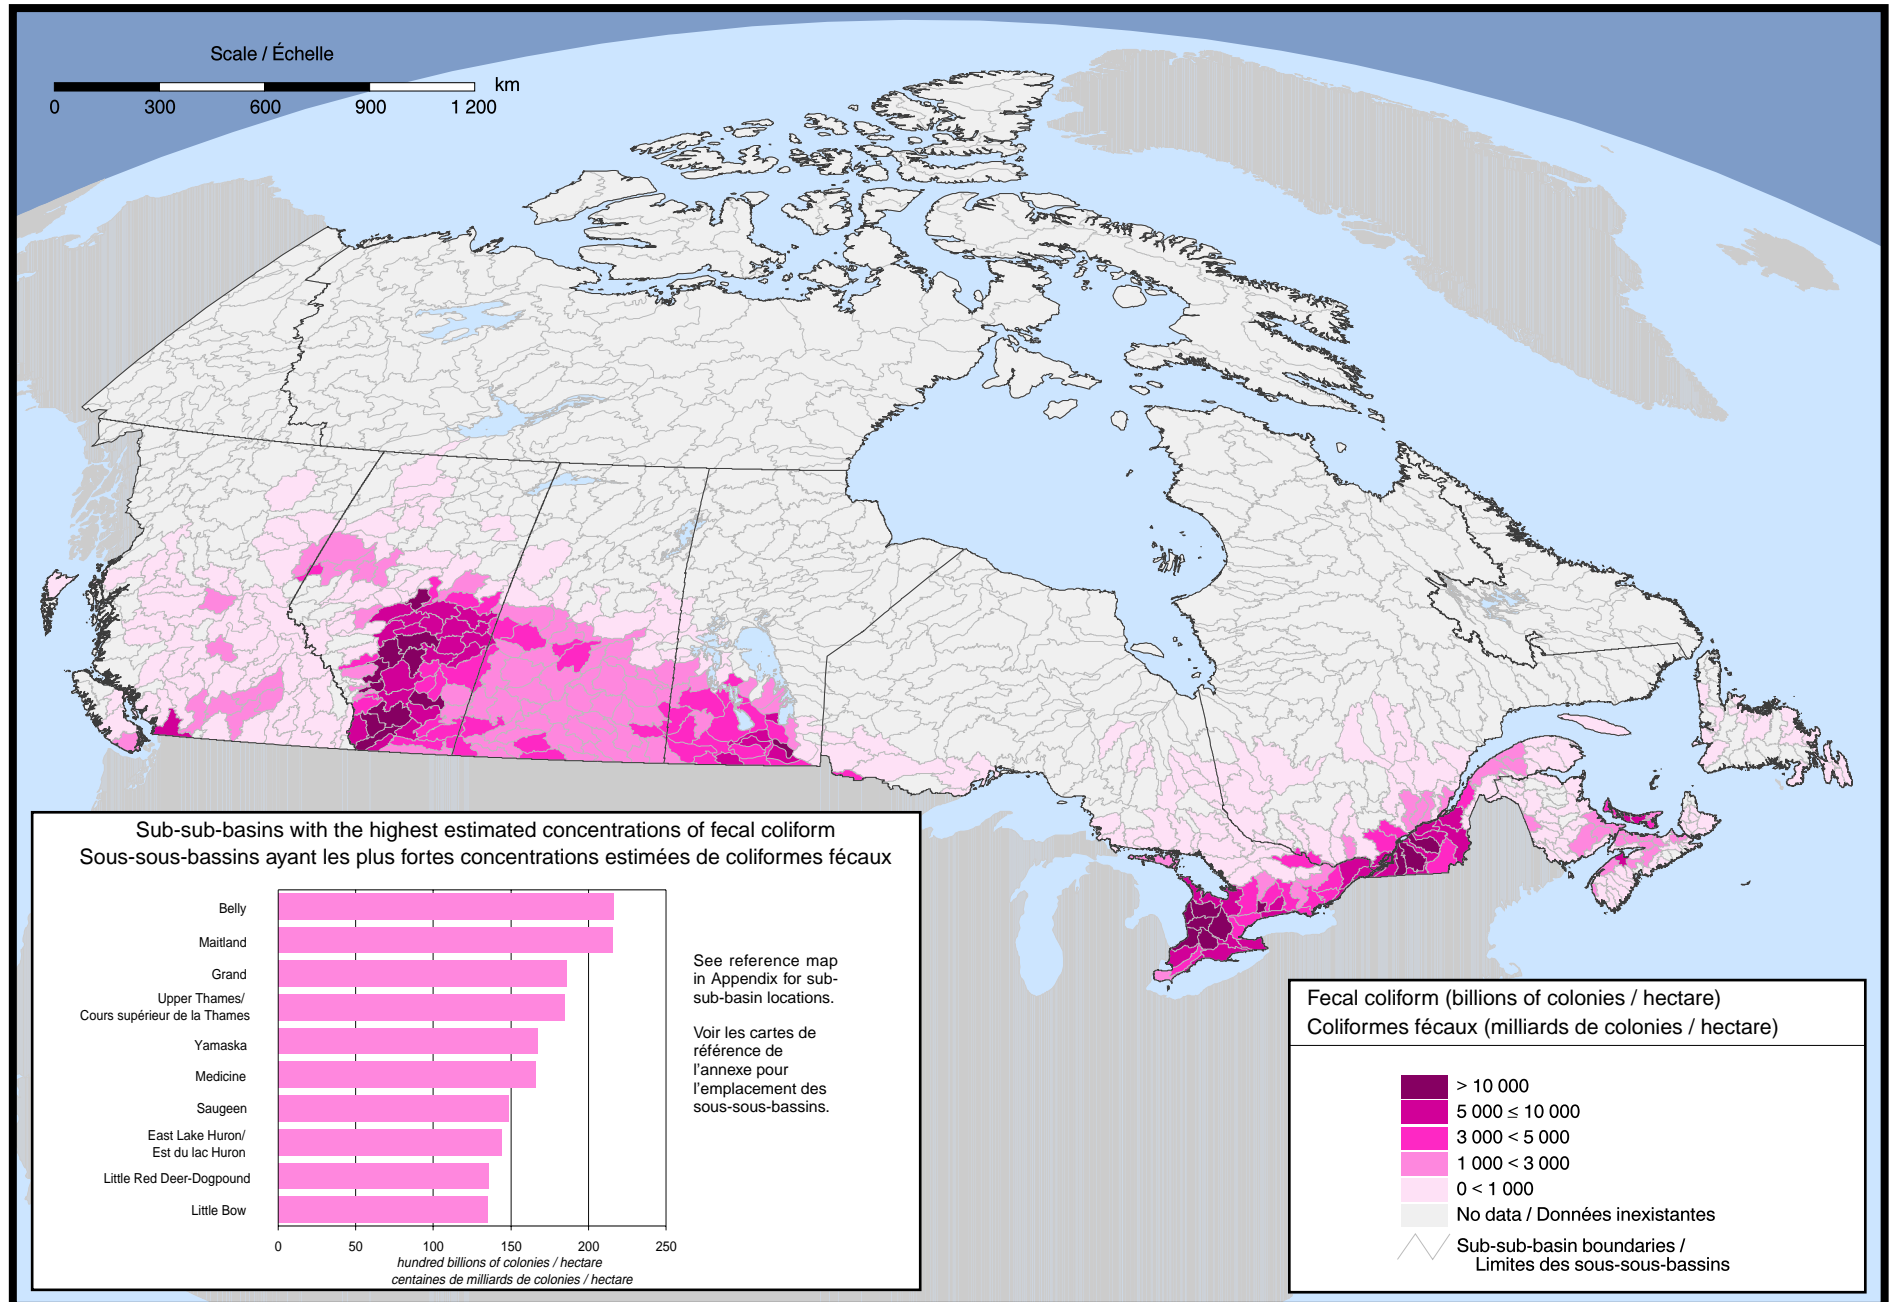 Scale / Échelle
km
0 300 600 900 1 200
Sub-sub-basins with the highest estimated concentrations of fecal coliform
Sous-sous-bassins ayant les plus fortes concentrations estimées de coliformes fécaux
Belly
Maitland
Grand
Upper Thames/
Cours supérieur de la Thames
Yamaska
Medicine
Saugeen
East Lake Huron/
Est du lac Huron
Little Red Deer-Dogpound
Little Bow
0 50 100 150 200 250
hundred billions of colonies / hectare
centaines de milliards de colonies / hectare
See reference map
in Appendix for sub-
sub-basin locations.
Voir les cartes de
référence de
l'annexe pour
l'emplacement des
sous-sous-bassins.
Fecal coliform (billions of colonies / hectare)
Coliformes fécaux (milliards de colonies / hectare)
> 10 000
5 000 ≤ 10 000
3 000 < 5 000
1 000 < 3 000
0 < 1 000
No data / Données inexistantes
Sub-sub-basin boundaries /
Limites des sous-sous-bassins